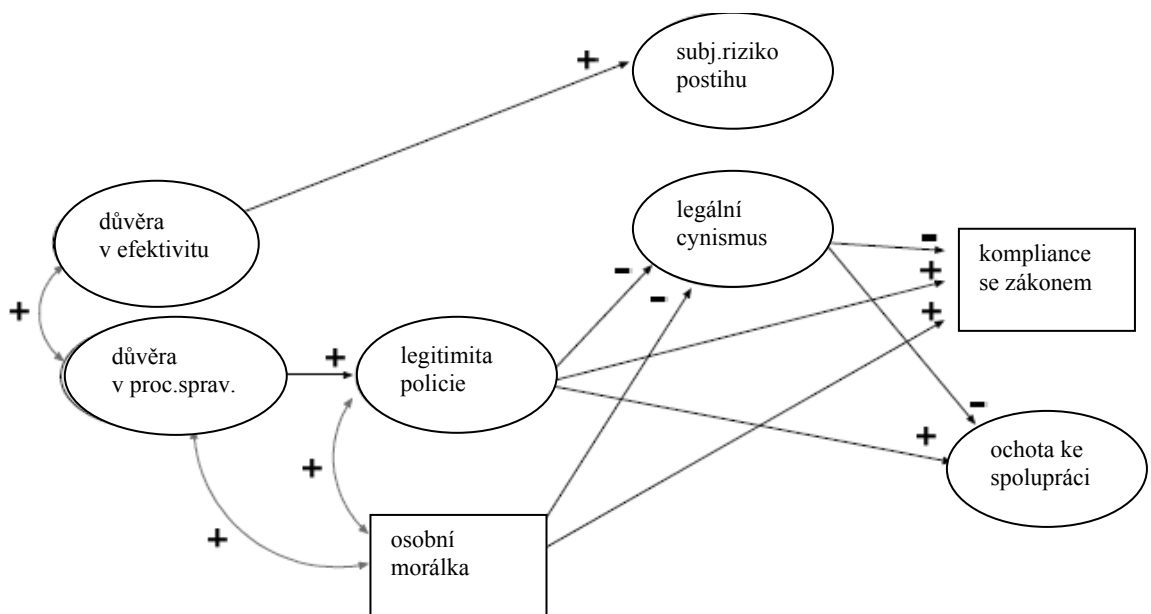 +
subj.riziko
postihu
důvěra
v efektivitu
legální
cynismus
-
kompliance
se zákonem
+
+
-
-
+
důvěra
v proc.sprav.
+
legitimita
policie
-
+
ochota ke
spolupráci
+
+
osobní
morálka